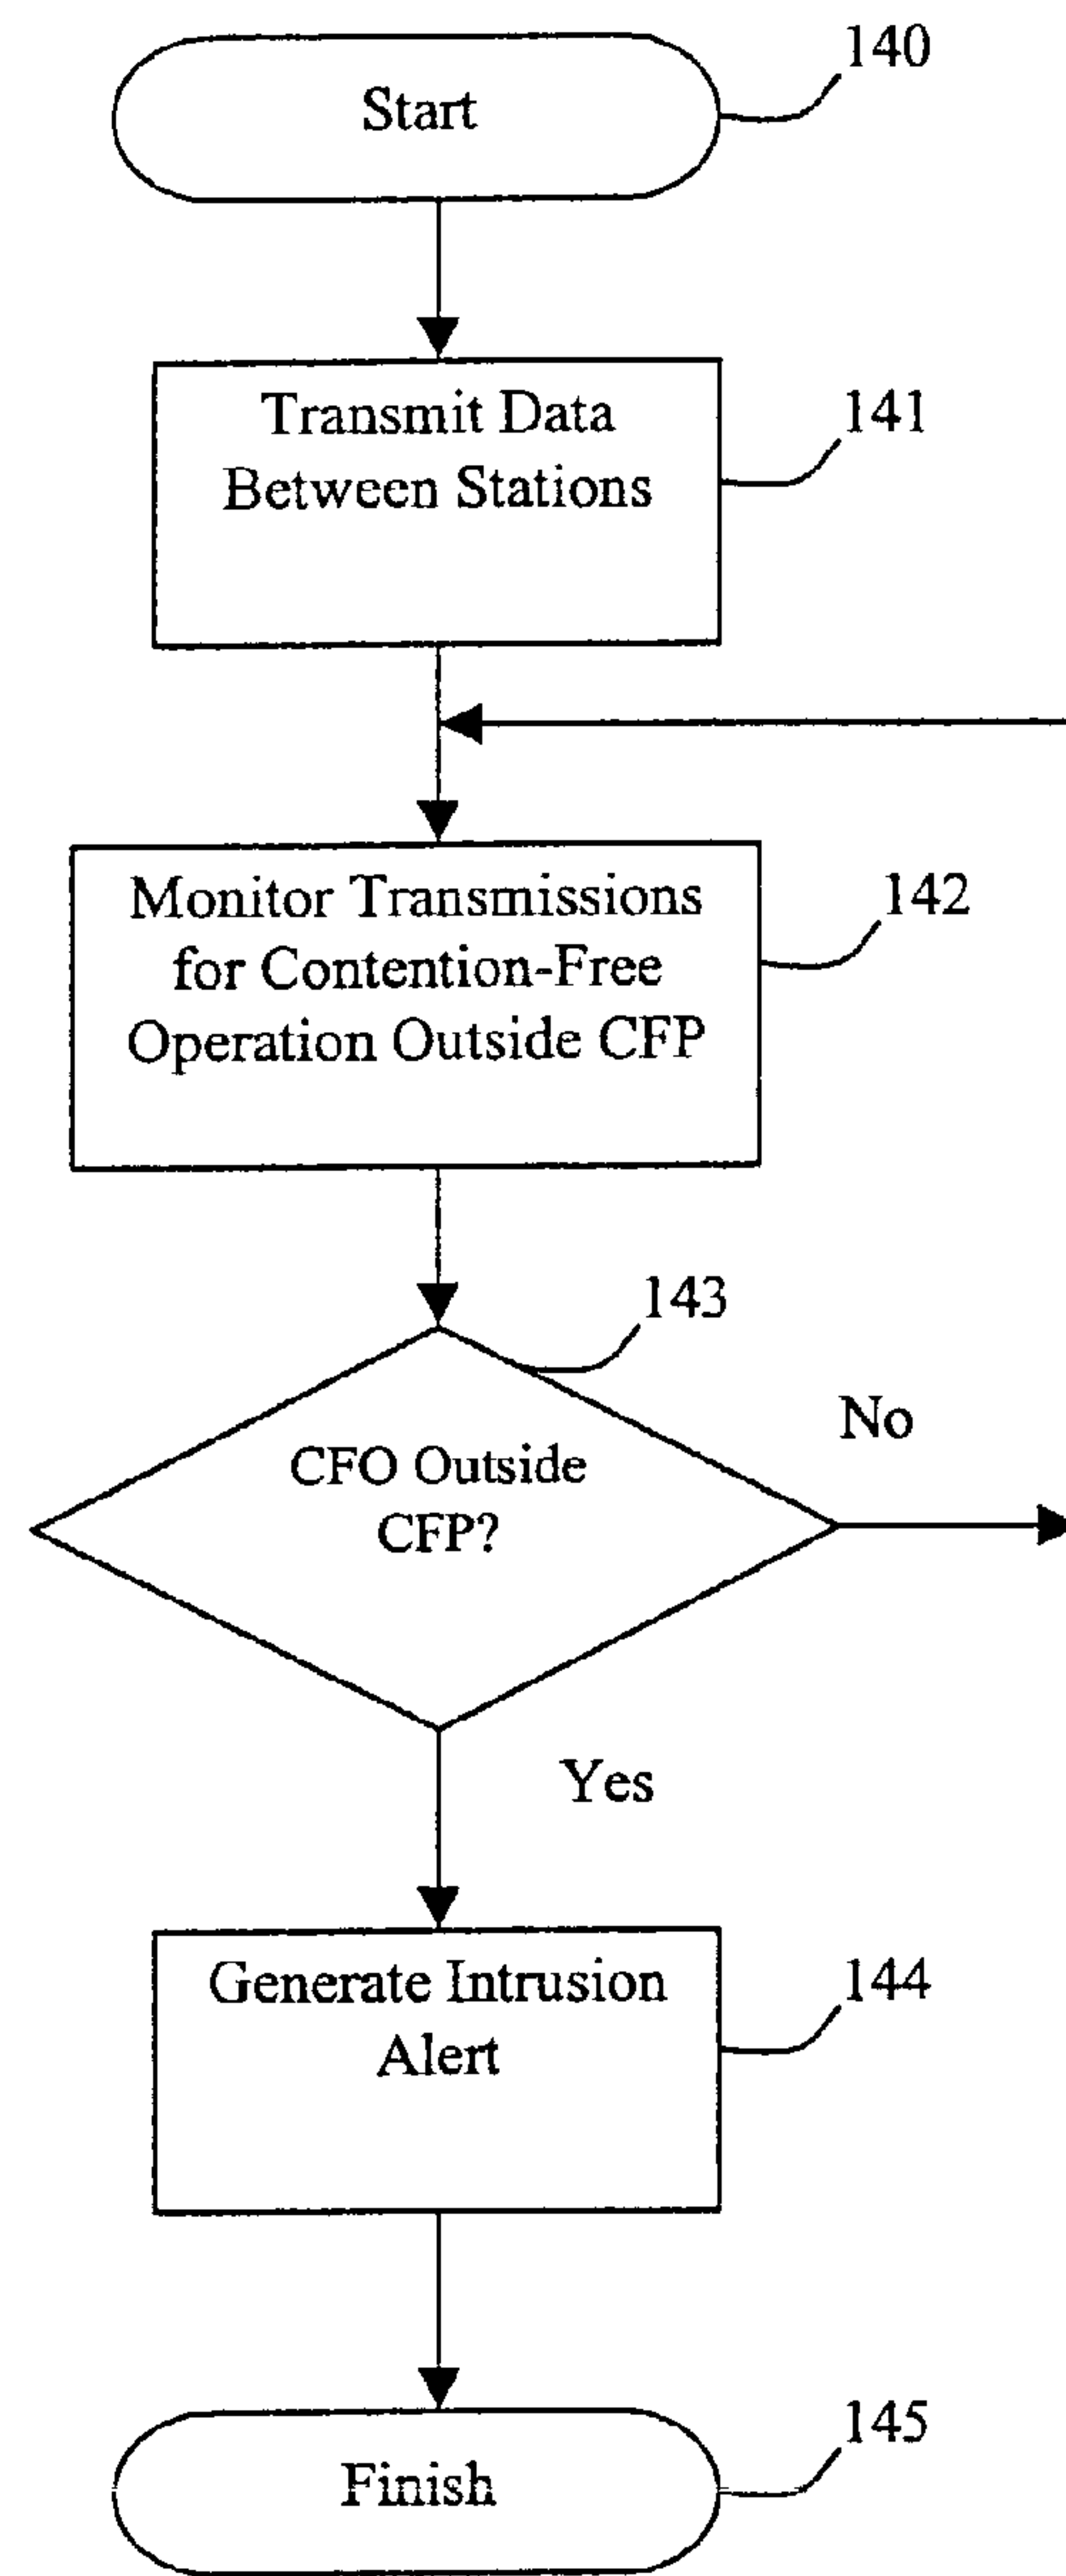 140
Start
Transmit Data
Between Stations
141
Monitor Transmissions
for Contention-Free
Operation Outside CFP
142
143
No
CFO Outside
CFP?
Yes
Generate Intrusion
Alert
144
145
Finish